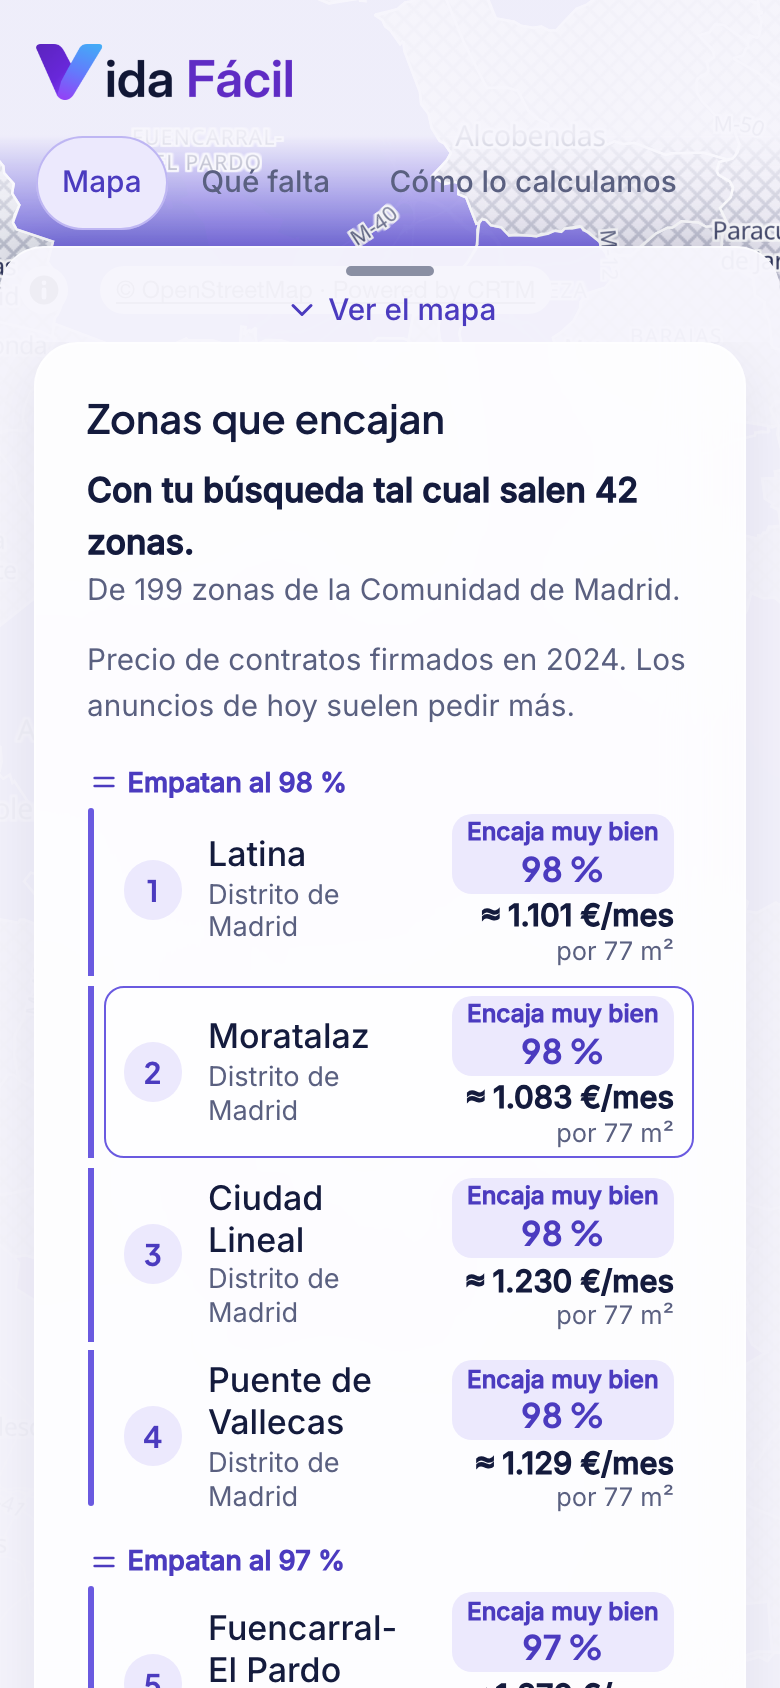 Vida Fácil
FUENCARRAL-
EL PARDO
Alcobendas
M-50
Mapa
Qué falta
Cómo lo calculamos
M-40
© OpenStreetMap · Powered by CRTM
Ver el mapa
BARAJAS
Zonas que encajan
Con tu búsqueda tal cual salen 42
zonas.
De 199 zonas de la Comunidad de Madrid.
Precio de contratos firmados en 2024. Los
anuncios de hoy suelen pedir más.
= Empatan al 98 %
1
Latina
Distrito de
Madrid
Encaja muy bien
98 %
≈ 1.101 €/mes
por 77 m²
2
Moratalaz
Distrito de
Madrid
Encaja muy bien
98 %
≈ 1.083 €/mes
por 77 m²
3
Ciudad
Lineal
Distrito de
Madrid
Encaja muy bien
98 %
≈ 1.230 €/mes
por 77 m²
4
Puente de
Vallecas
Distrito de
Madrid
Encaja muy bien
98 %
≈ 1.129 €/mes
por 77 m²
= Empatan al 97 %
5
Fuencarral-
El Pardo
Encaja muy bien
97 %